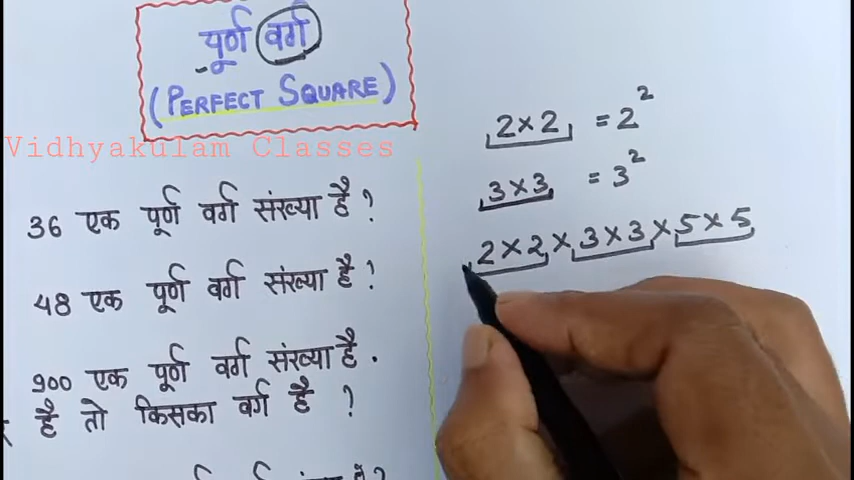 पूर्ण वर्ग
(PERFECT SQUARE)
Vidhyakulam Classes
36 एक पूर्ण वर्ग संख्या है ?
48 एक पूर्ण वर्ग संख्या है ?
900 एक पूर्ण वर्ग संख्या है .
है तो किसका वर्ग है ?
2×2 = 2²
3×3 = 3²
2×2×3×3×5×5